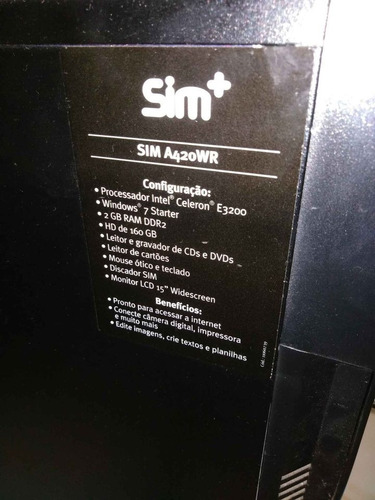 Sim+
SIM A420WR
Configuração:
• Processador Intel® Celeron® E3200
• Windows® 7 Starter
• 2 GB RAM DDR2
• HD de 160 GB
• Leitor e gravador de CDs e DVDs
• Leitor de cartões
• Mouse ótico e teclado
• Discador SIM
• Monitor LCD 15” Widescreen
Benefícios:
• Pronto para acessar a internet
• Conecte câmera digital, impressora
e muito mais
• Edite imagens, crie textos e planilhas